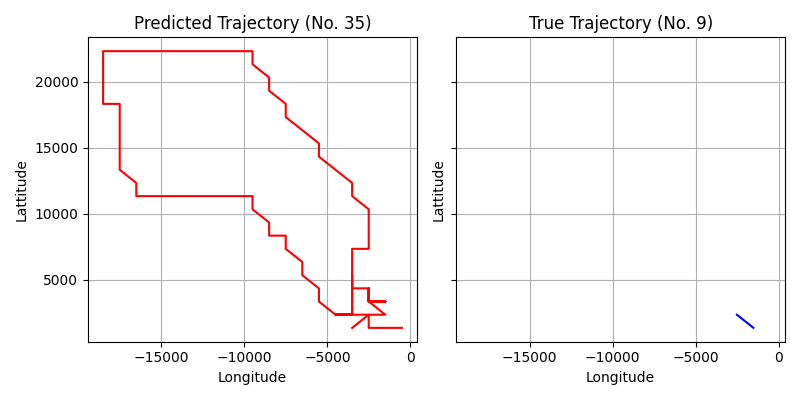 Predicted Trajectory (No. 35)
True Trajectory (No. 9)
Lattitude
20000
15000
10000
5000
−15000
−10000
−5000
0
Longitude
Lattitude
−15000
−10000
−5000
0
Longitude